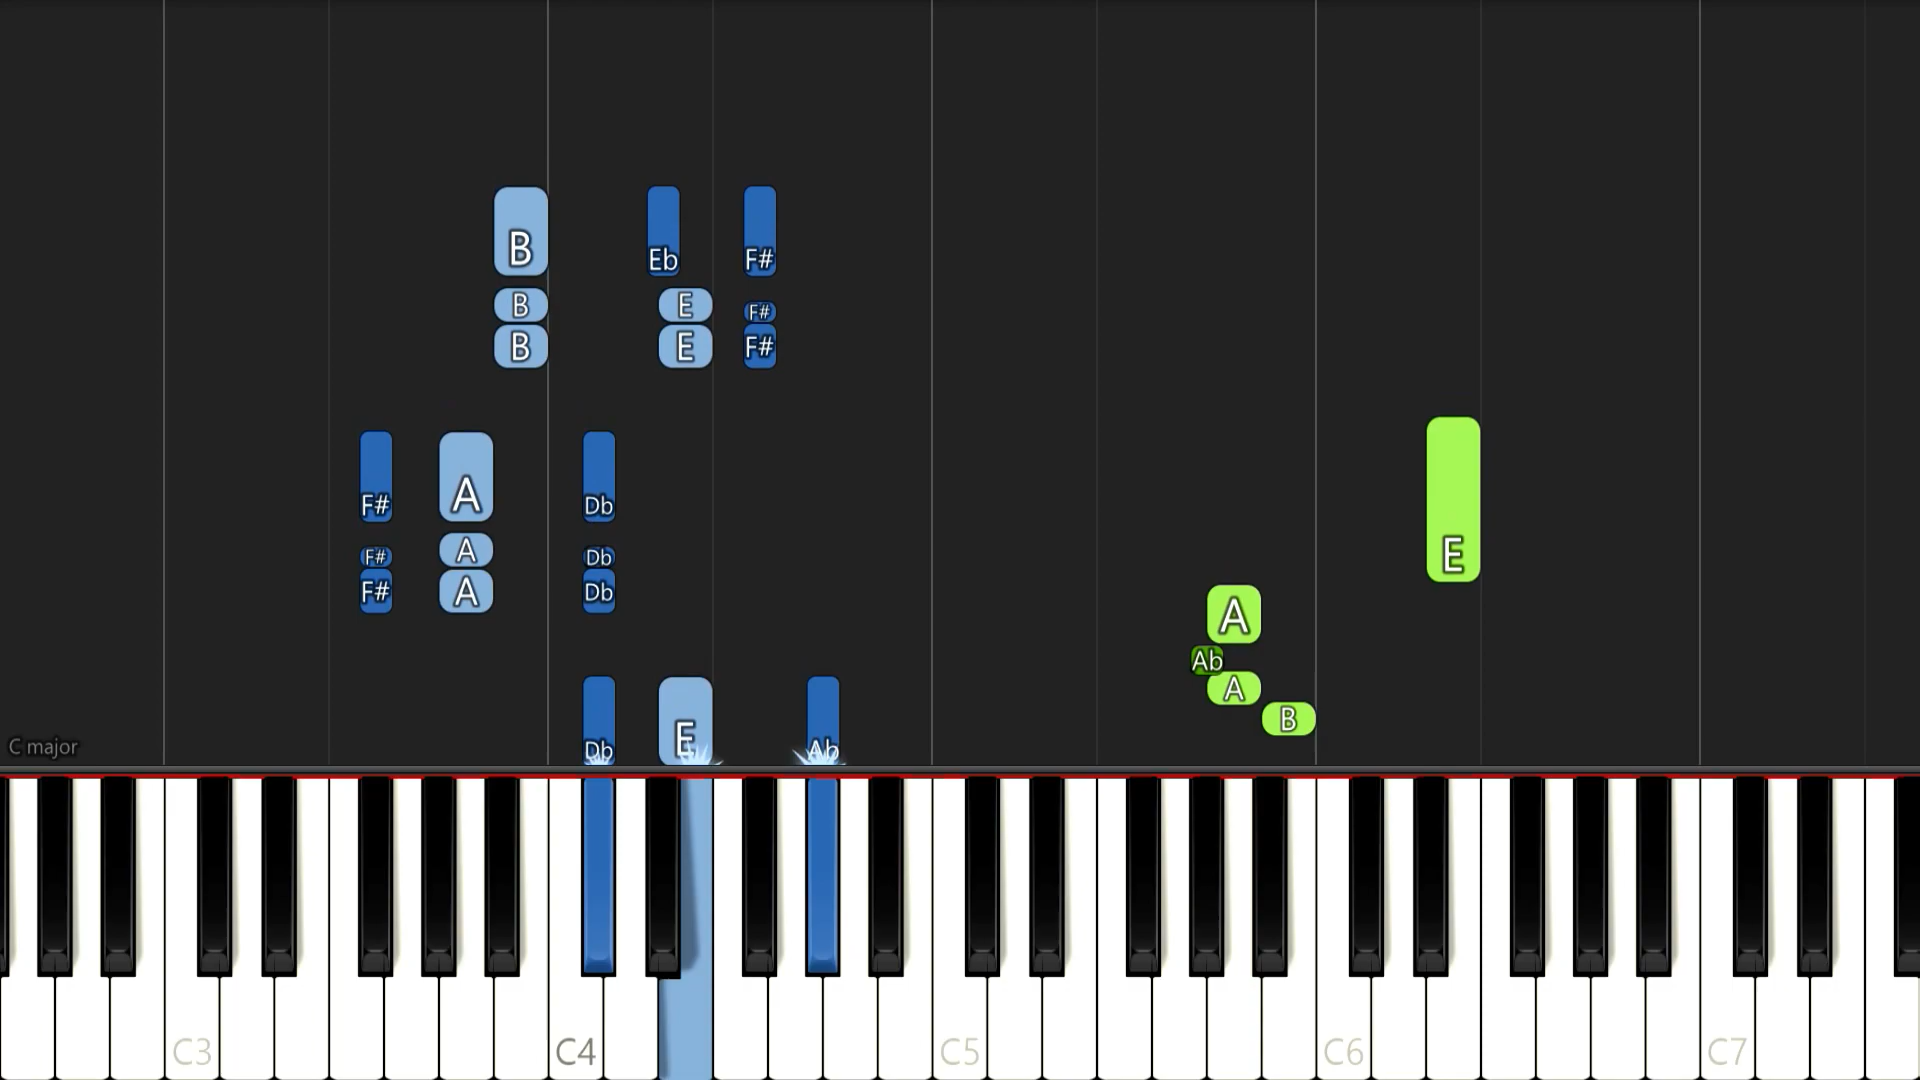 B Eb F#
B E F#
B E F#
F# A Db
F# A Db E
F# A Db
A
Ab
A
B
C major Db E Ab
C3 C4 C5 C6 C7